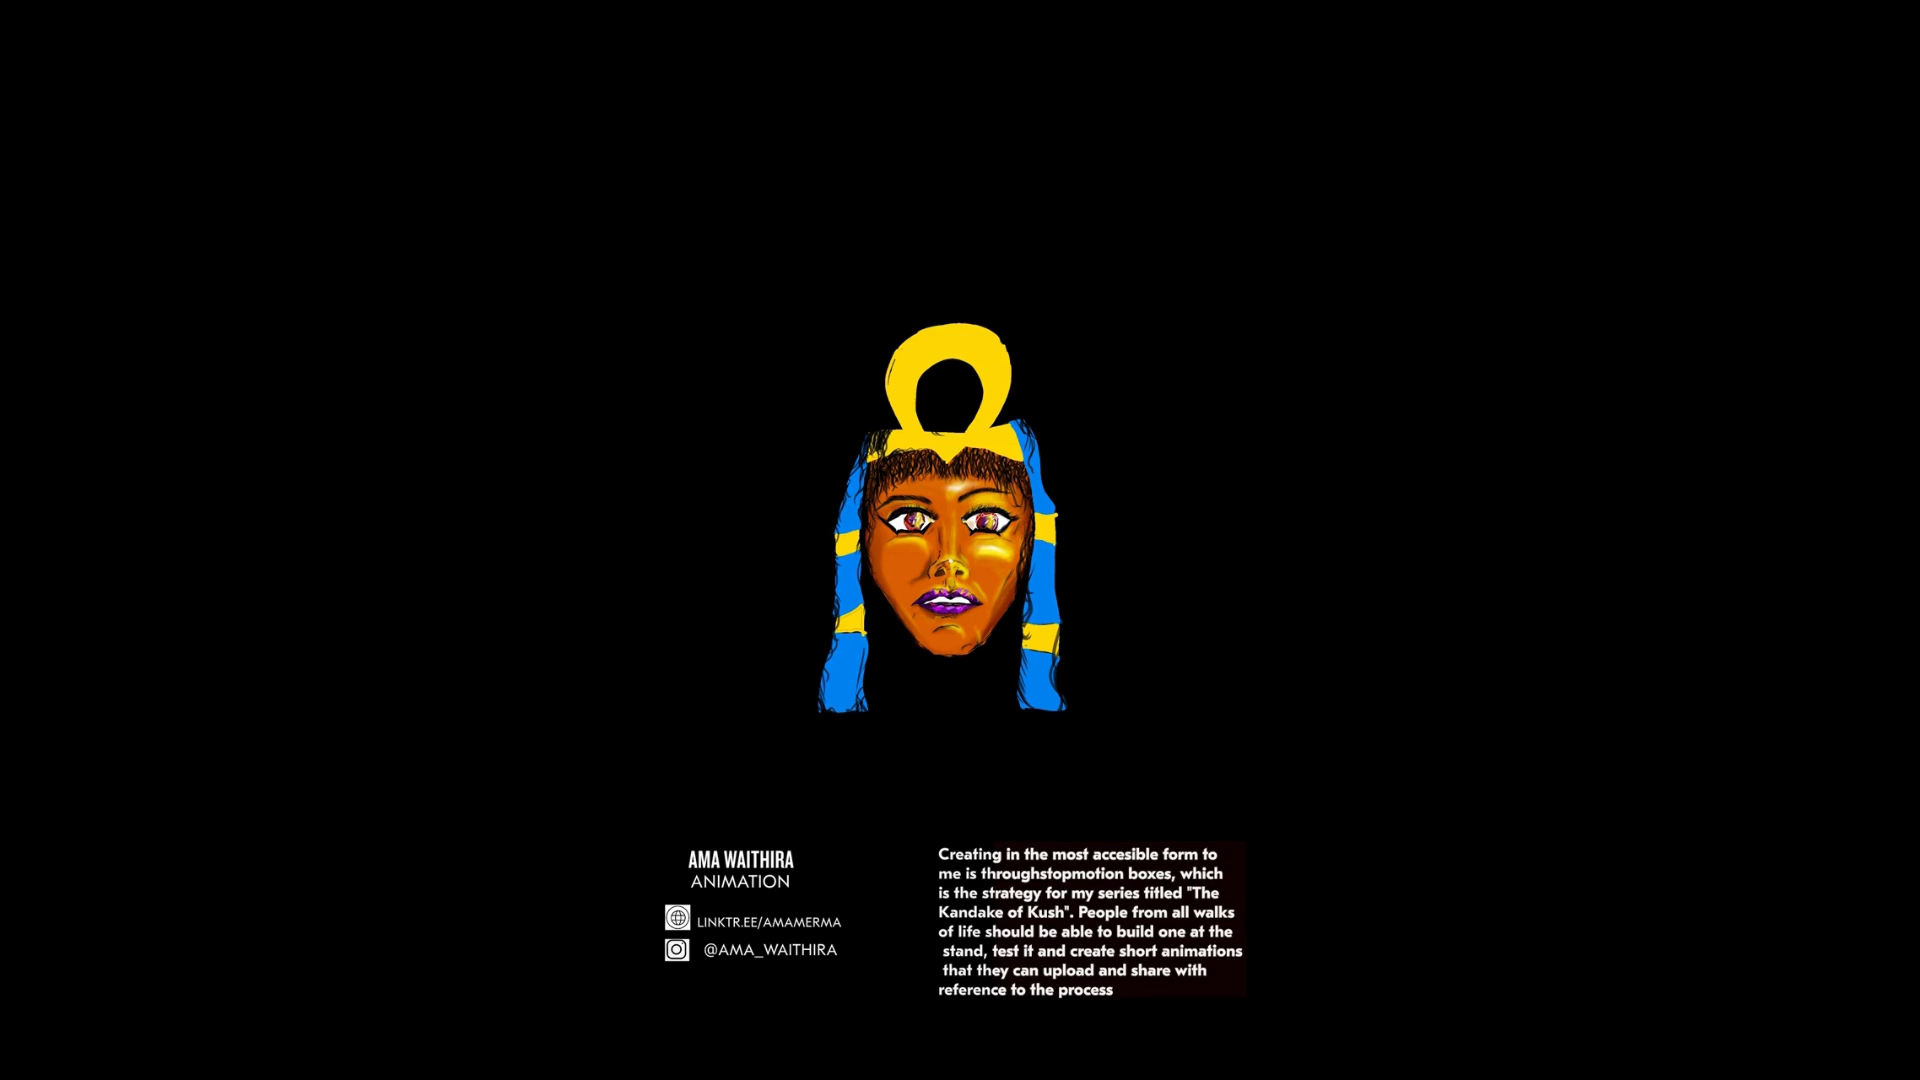 AMA WAITHIRA
ANIMATION
LINKTR.EE/AMAMERMA
@AMA_WAITHIRA
Creating in the most accesible form to
me is throughstopmotion boxes, which
is the strategy for my series titled "The
Kandake of Kush". People from all walks
of life should be able to build one at the
stand, test it and create short animations
that they can upload and share with
reference to the process